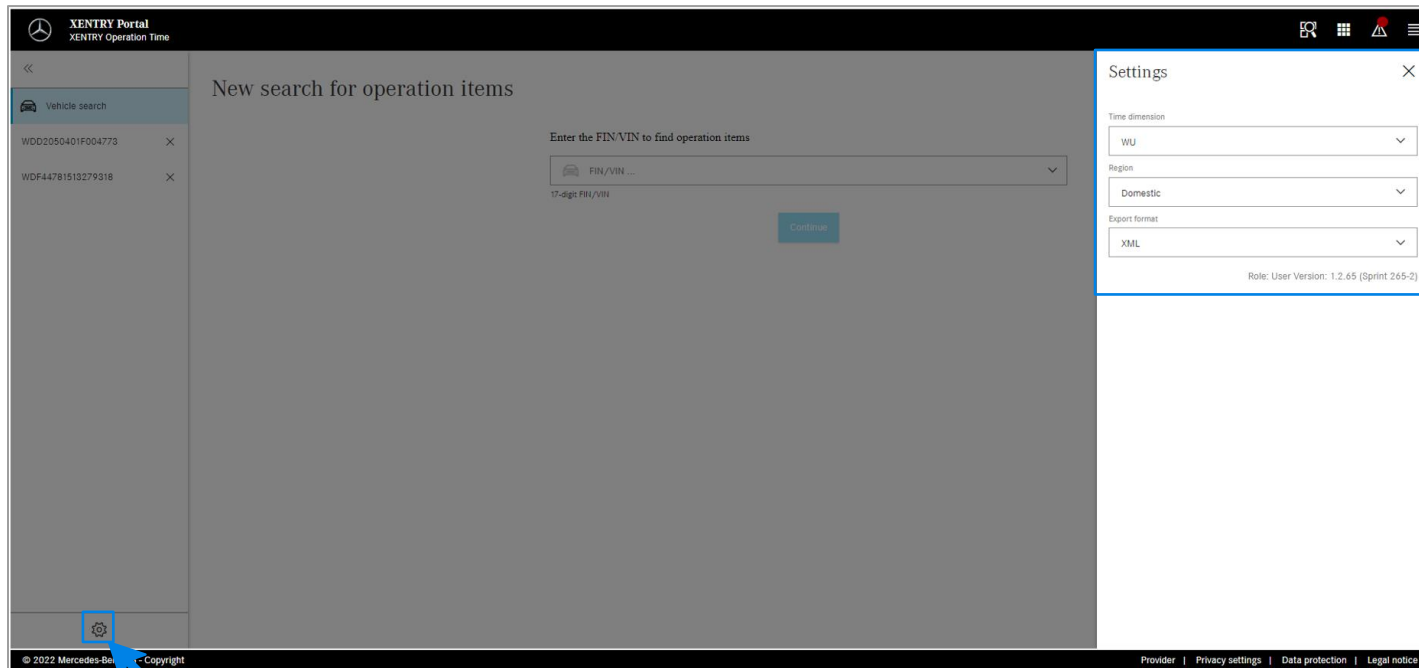 XENTRY Portal
XENTRY Operation Time
Vehicle search
WDD2050401F004773
WDF44781513279318
New search for operation items
Enter the FIN/VIN to find operation items
FIN/VIN ...
17-digit FIN/VIN
Continue
Settings
Time dimension
WU
Region
Domestic
Export format
XML
Role: User Version: 1.2.65 (Sprint 265-2)
© 2022 Mercedes-Be - Copyright
Provider | Privacy settings | Data protection | Legal notice